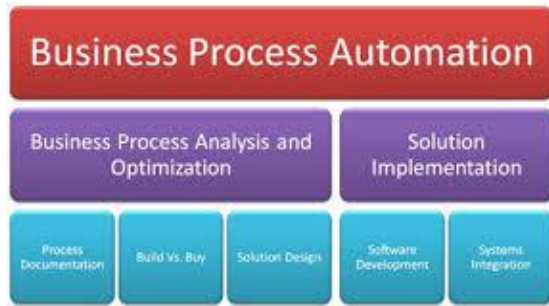 Business Process Automation
Business Process Analysis and
Optimization
Solution
Implementation
Process
Documentation
Build Vs. Buy
Solution Design
Software
Development
Systems
Integration